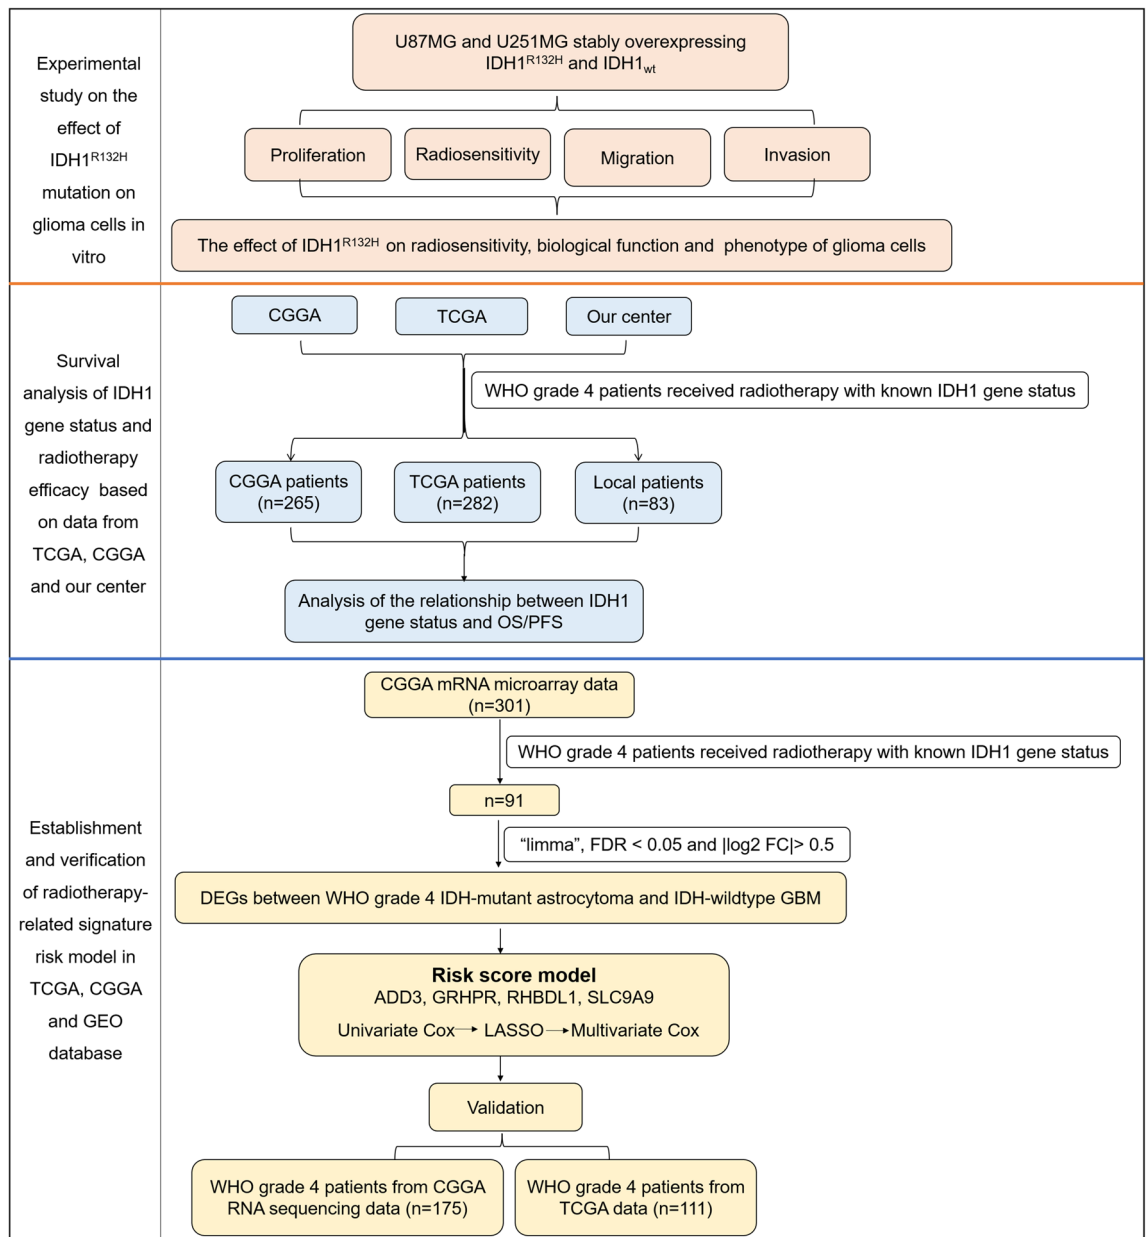 Experimental
study on the
effect of
IDH1R132H
mutation on
glioma cells in
vitro
U87MG and U251MG stably overexpressing
IDH1R132H and IDH1wt
Proliferation
Radiosensitivity
Migration
Invasion
The effect of IDH1R132H on radiosensitivity, biological function and phenotype of glioma cells
Survival
analysis of IDH1
gene status and
radiotherapy
efficacy based
on data from
TCGA, CGGA
and our center
CGGA
TCGA
Our center
WHO grade 4 patients received radiotherapy with known IDH1 gene status
CGGA patients
(n=265)
TCGA patients
(n=282)
Local patients
(n=83)
Analysis of the relationship between IDH1
gene status and OS/PFS
Establishment
and verification
of radiotherapy-
related signature
risk model in
TCGA, CGGA
and GEO
database
CGGA mRNA microarray data
(n=301)
WHO grade 4 patients received radiotherapy with known IDH1 gene status
n=91
“limma”, FDR < 0.05 and |log2 FC|> 0.5
DEGs between WHO grade 4 IDH-mutant astrocytoma and IDH-wildtype GBM
Risk score model
ADD3, GRHPR, RHBDL1, SLC9A9
Univariate Cox→ LASSO→Multivariate Cox
Validation
WHO grade 4 patients from CGGA
RNA sequencing data (n=175)
WHO grade 4 patients from
TCGA data (n=111)